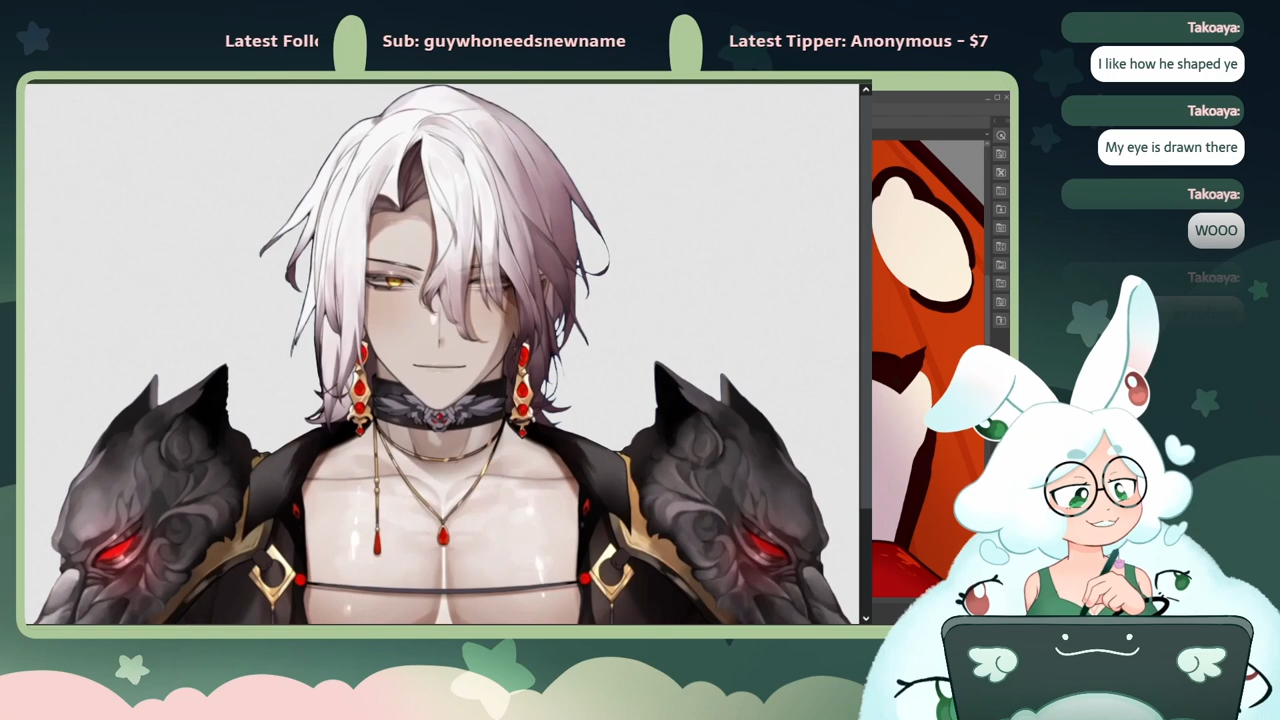 Latest Foll
Sub: guywhoneedsnewname
Latest Tipper: Anonymous - $7
Takoaya:
I like how he shaped ye
Takoaya:
My eye is drawn there
Takoaya:
WOOO
Takoaya: